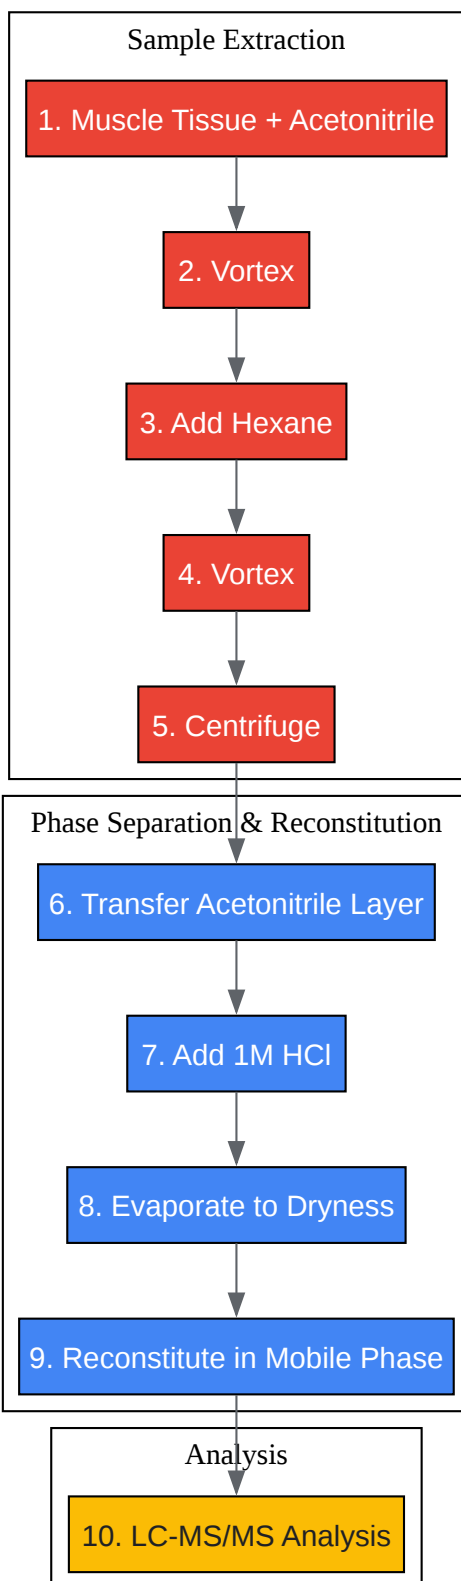 Sample Extraction
1. Muscle Tissue + Acetonitrile
2. Vortex
3. Add Hexane
4. Vortex
5. Centrifuge
Phase Separation & Reconstitution
6. Transfer Acetonitrile Layer
7. Add 1M HCl
8. Evaporate to Dryness
9. Reconstitute in Mobile Phase
Analysis
10. LC-MS/MS Analysis